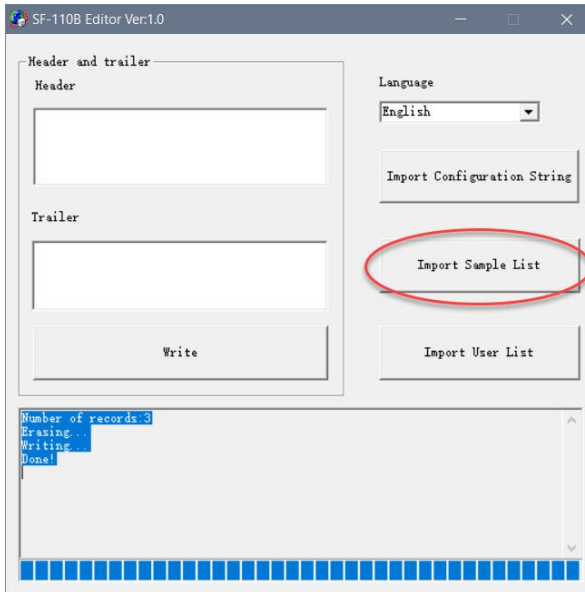 SF-110B Editor Ver:1.0
Header and trailer
Header
Trailer
Write
Language
English
Import Configuration String
Import Sample List
Import User List
Number of records:3
Erasing...
Writing...
Done!